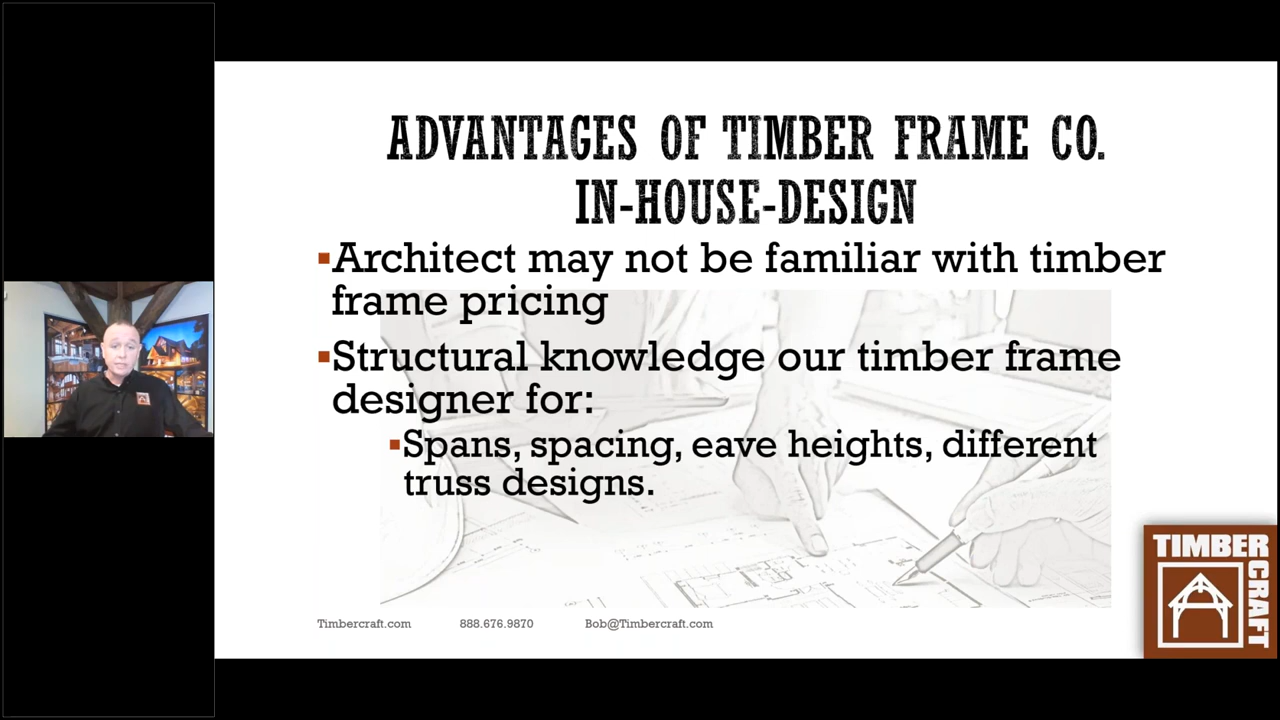 ADVANTAGES OF TIMBER FRAME CO.
IN-HOUSE-DESIGN
▪Architect may not be familiar with timber
frame pricing
▪Structural knowledge our timber frame
designer for:
▪Spans, spacing, eave heights, different
truss designs.
Timbercraft.com 888.676.9870 Bob@Timbercraft.com
TIMBER
CRAFT